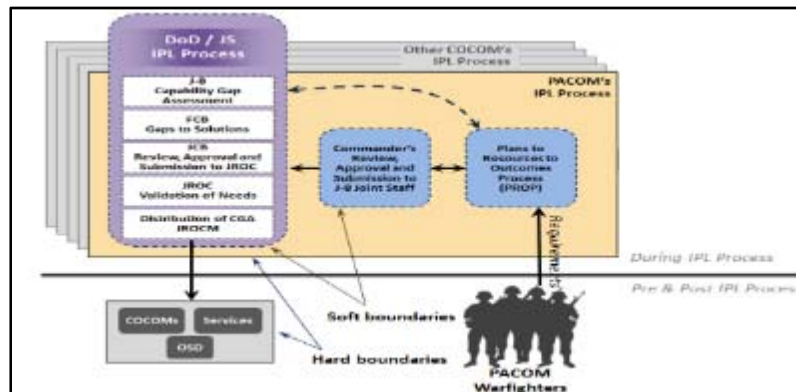 DoD / JS
IPL Process
Other COCOM's
IPL Process
PACOM's
IPL Process
J-8
Capability Gap
Assessment
FCB
Gaps to Solutions
JCB
Review, Approval and
Submission to JROC
JROC
Validation of Needs
Distribution of CGA
JROCM
Commander's
Review,
Approval and
Submission to
J-8 Joint Staff
Plans to
Resources to
Outcomes
Process
(PROP)
Requirements
During IPL Process
Pre & Post IPL Proces
COCOMs
Services
OSD
Soft boundaries
Hard boundaries
PACOM
Warfighters